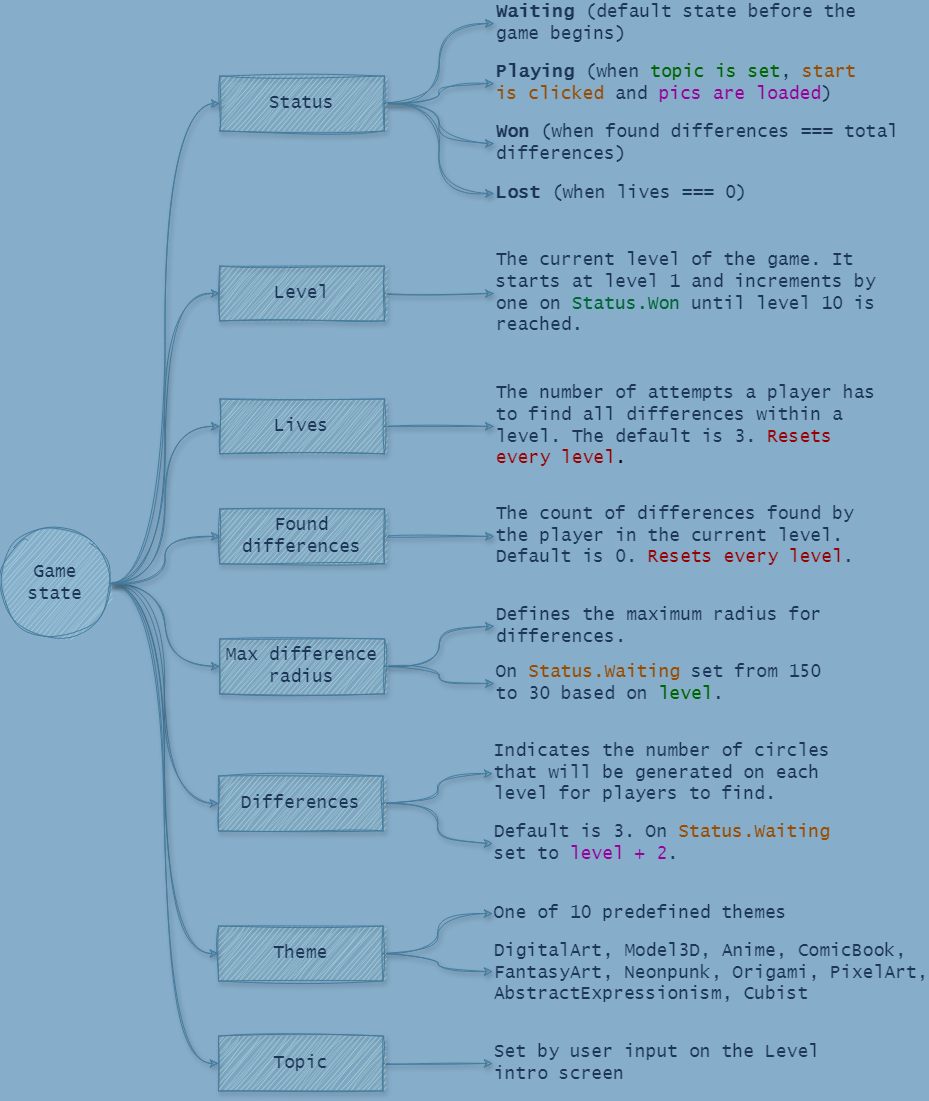 Game
state
Status
Waiting (default state before the
game begins)
Playing (when topic is set, start
is clicked and pics are loaded)
Won (when found differences === total
differences)
Lost (when lives === 0)
Level
The current level of the game. It
starts at level 1 and increments by
one on Status.Won until level 10 is
reached.
Lives
The number of attempts a player has
to find all differences within a
level. The default is 3. Resets
every level.
Found
differences
The count of differences found by
the player in the current level.
Default is 0. Resets every level.
Max difference
radius
Defines the maximum radius for
differences.
On Status.Waiting set from 150
to 30 based on level.
Differences
Indicates the number of circles
that will be generated on each
level for players to find.
Default is 3. On Status.Waiting
set to level + 2.
Theme
One of 10 predefined themes
DigitalArt, Model3D, Anime, ComicBook,
FantasyArt, Neonpunk, Origami, PixelArt,
AbstractExpressionism, Cubist
Topic
Set by user input on the Level
intro screen